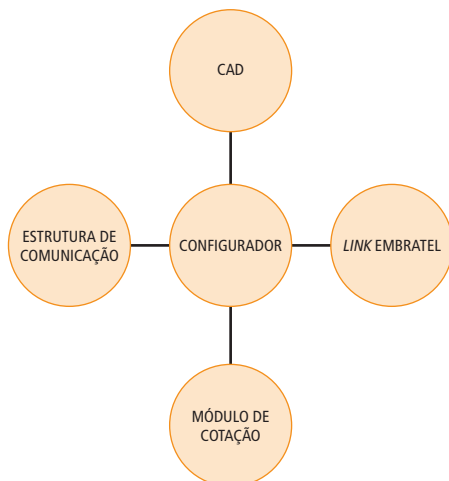 CAD
ESTRUTURA DE
COMUNICAÇÃO
CONFIGURADOR
LINK EMBRATEL
MÓDULO DE
COTAÇÃO